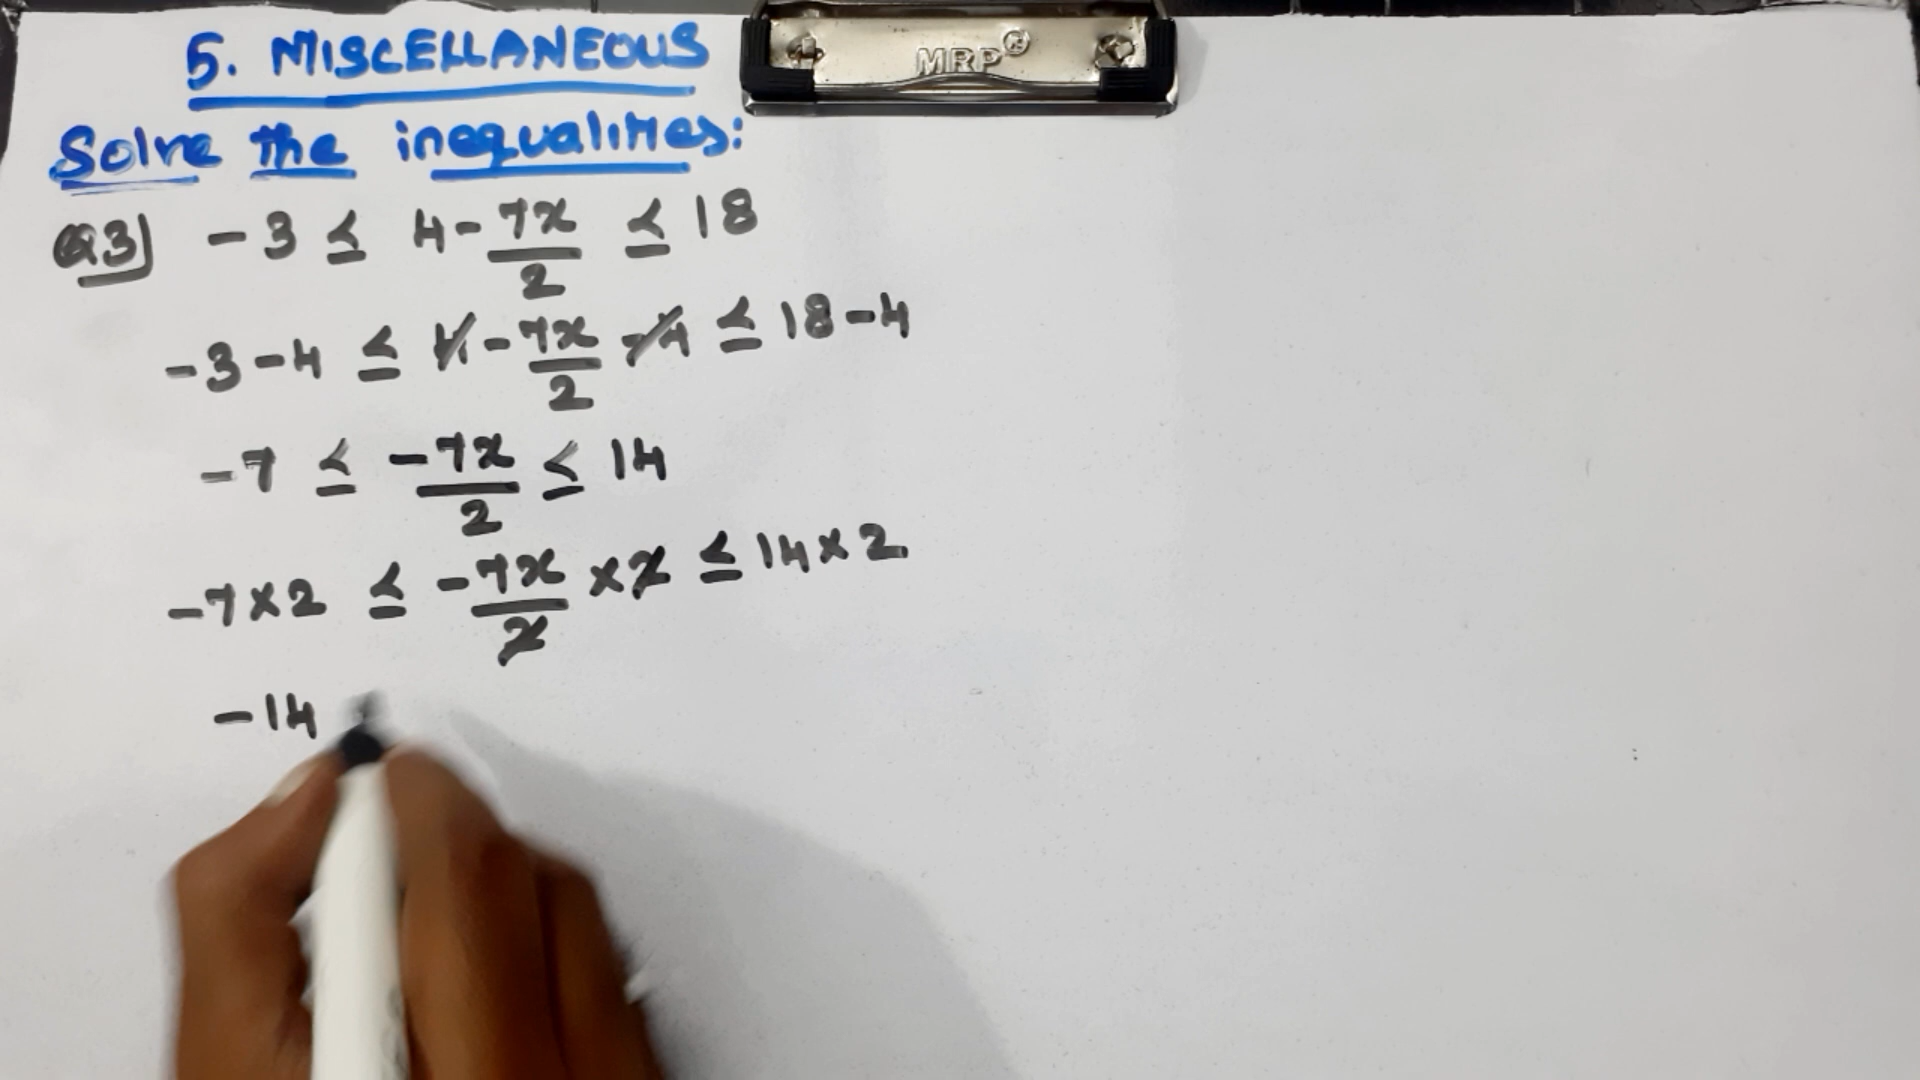 MRP®
5. MISCELLANEOUS
Solve the inequalities:
Q3) -3 ≤ 4 - 7x/2 ≤ 18
-3-4 ≤ 4 - 7x/2 - 4 ≤ 18-4
-7 ≤ -7x/2 ≤ 14
-7×2 ≤ -7x/2 ×2 ≤ 14×2
-14